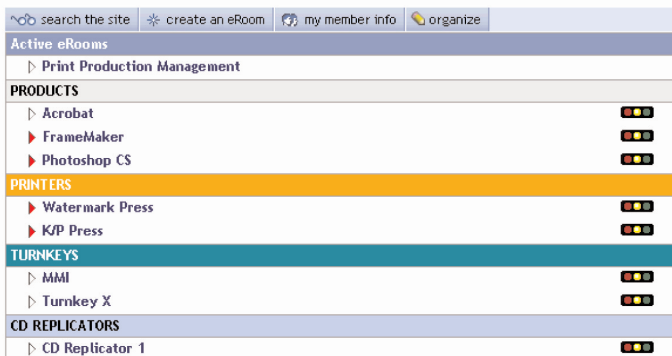 search the site create an eRoom my member info organize
Active eRooms
Print Production Management
PRODUCTS
Acrobat
FrameMaker
Photoshop CS
PRINTERS
Watermark Press
K/P Press
TURNKEYS
MMI
Turnkey X
CD REPLICATORS
CD Replicator 1